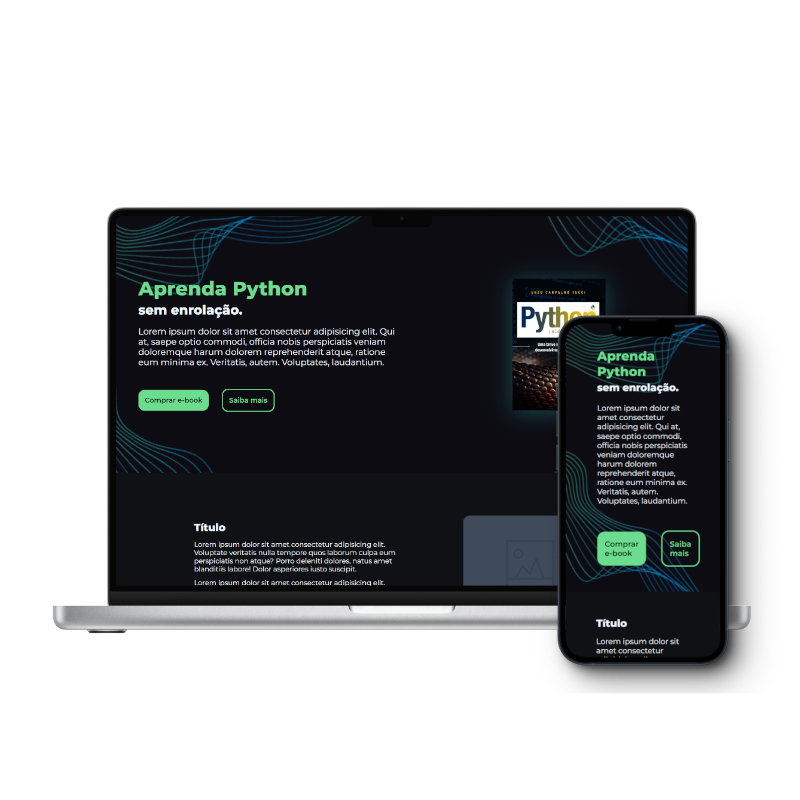 Aprenda Python
sem enrolação.
Lorem ipsum dolor sit amet consectetur adipisicing elit. Qui
at, saepe optio commodi, officia nobis perspiciatis veniam
doloremque harum dolorem reprehenderit atque, ratione
eum minima ex. Veritatis, autem. Voluptates, laudantium.
Comprar e-book
Saiba mais
Python
Título
Lorem ipsum dolor sit amet consectetur adipisicing elit.
Voluptate veritatis nulla tempore quos laborum culpa eum
perspiciatis non atque? Porro deleniti dolores, natus amet
blanditiis labore! Dolor asperiores iusto suscipit.
Lorem ipsum dolor sit amet consectetur adipisicing elit.
Aprenda
Python
sem enrolação.
Lorem ipsum dolor sit
amet consectetur
adipisicing elit. Qui at,
saepe optio commodi,
officia nobis perspiciatis
veniam doloremque
harum dolorem
reprehenderit atque,
ratione eum minima ex.
Veritatis, autem.
Voluptates, laudantium.
Comprar
e-book
Saiba
mais
Título
Lorem ipsum dolor sit
amet consectetur